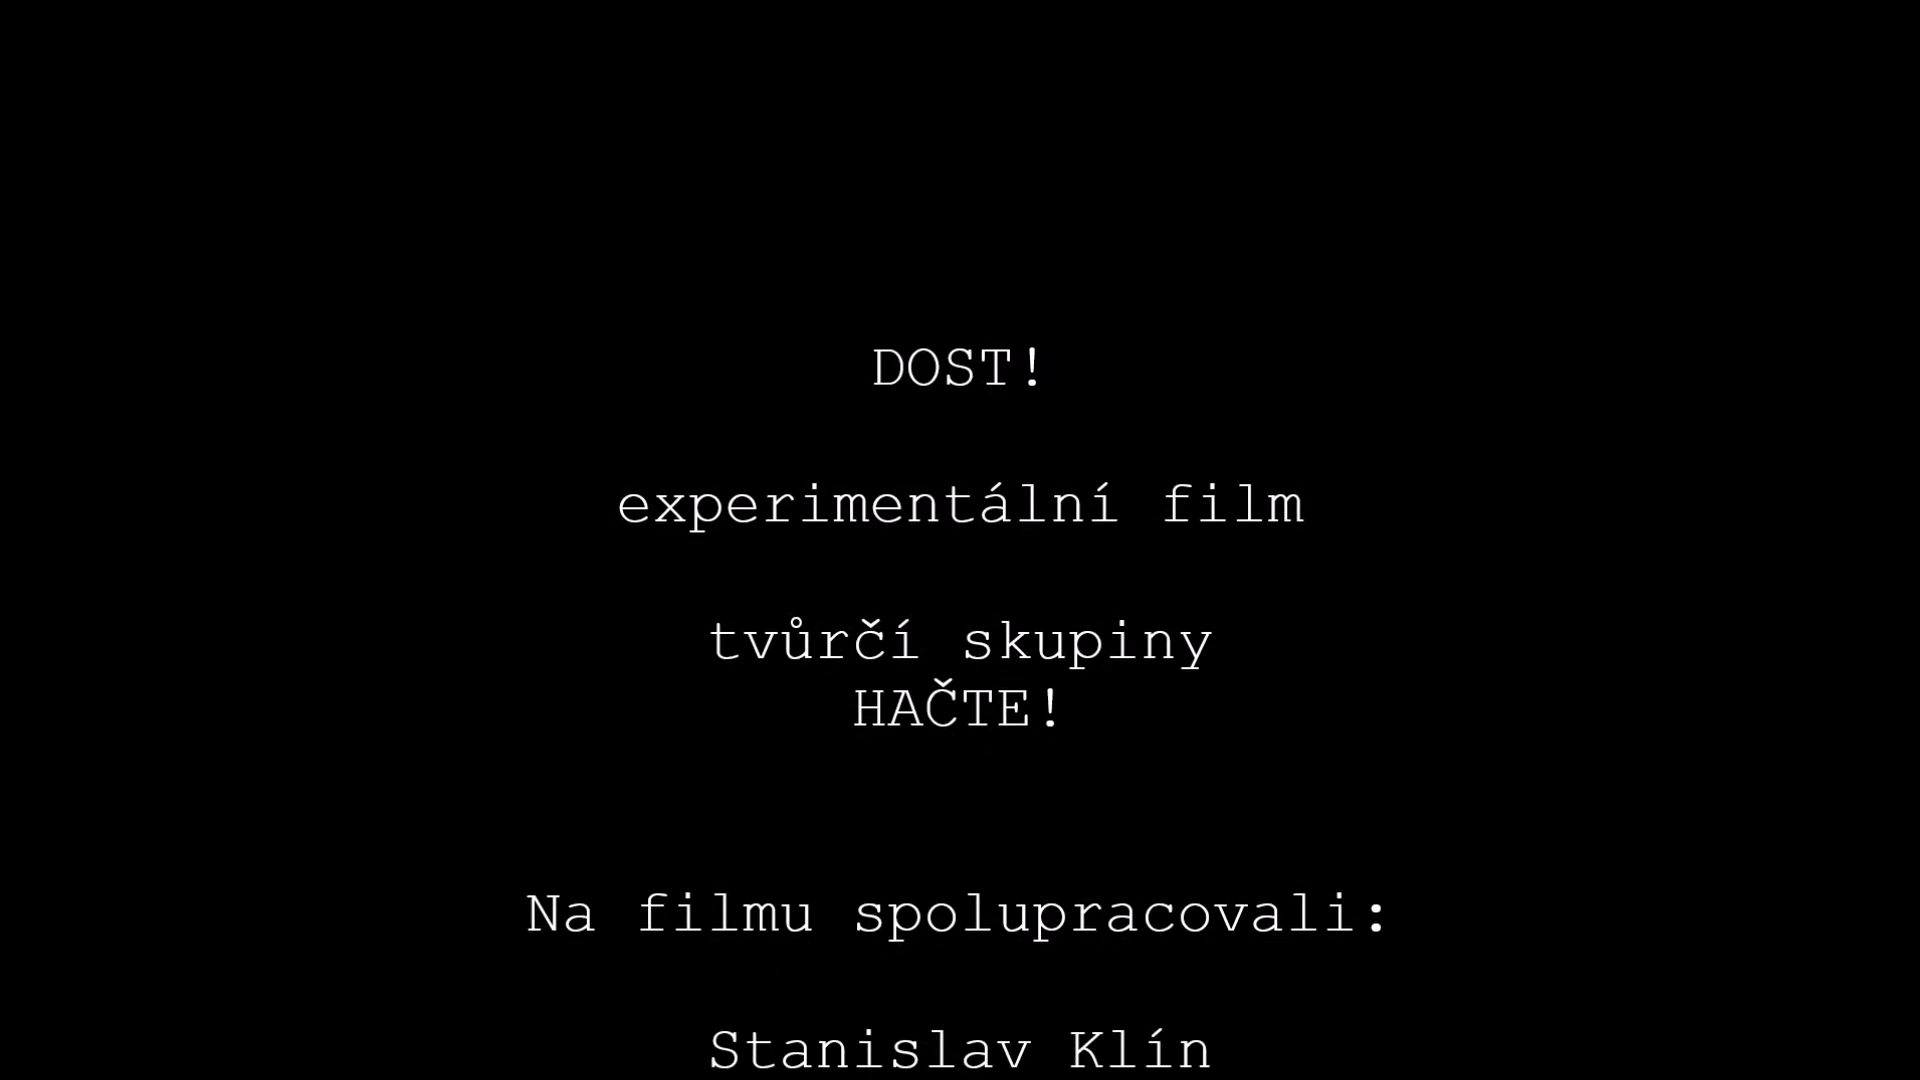 DOST!
experimentální film
tvůrčí skupiny
HAČTE!
Na filmu spolupracovali:
Stanislav Klín